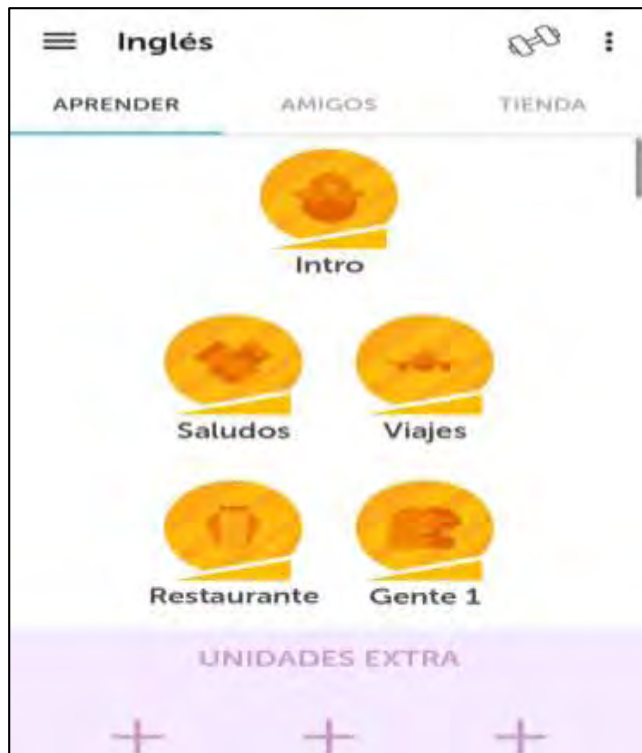 Inglés
APRENDER AMIGOS TIENDA
Intro
Saludos Viajes
Restaurante Gente 1
UNIDADES EXTRA